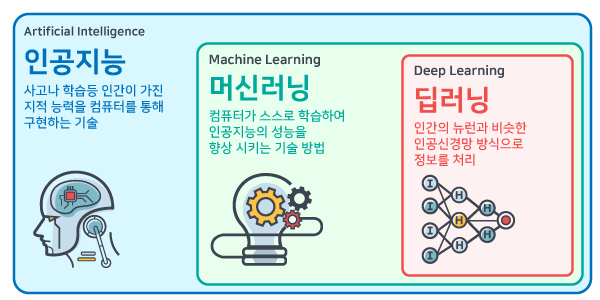 Artificial Intelligence
인공지능
사고나 학습등 인간이 가진
지적 능력을 컴퓨터를 통해
구현하는 기술
Machine Learning
머신러닝
컴퓨터가 스스로 학습하여
인공지능의 성능을
향상 시키는 기술 방법
Deep Learning
딥러닝
인간의 뉴런과 비슷한
인공신경망 방식으로
정보를 처리
I
I
I
I
H
H
H
H
H